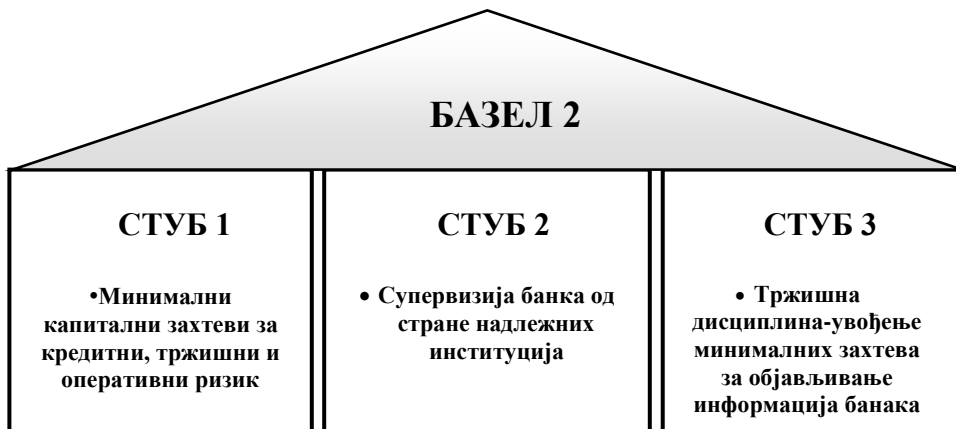 БАЗЕЛ 2
СТУБ 1
•Минимални
капитални захтеви за
кредитни, тржишни и
оперативни ризик
СТУБ 2
• Супервизија банка од
стране надлежних
институција
СТУБ 3
• Тржишна
дисциплина-увођење
минималних захтева
за објављивање
информација банака